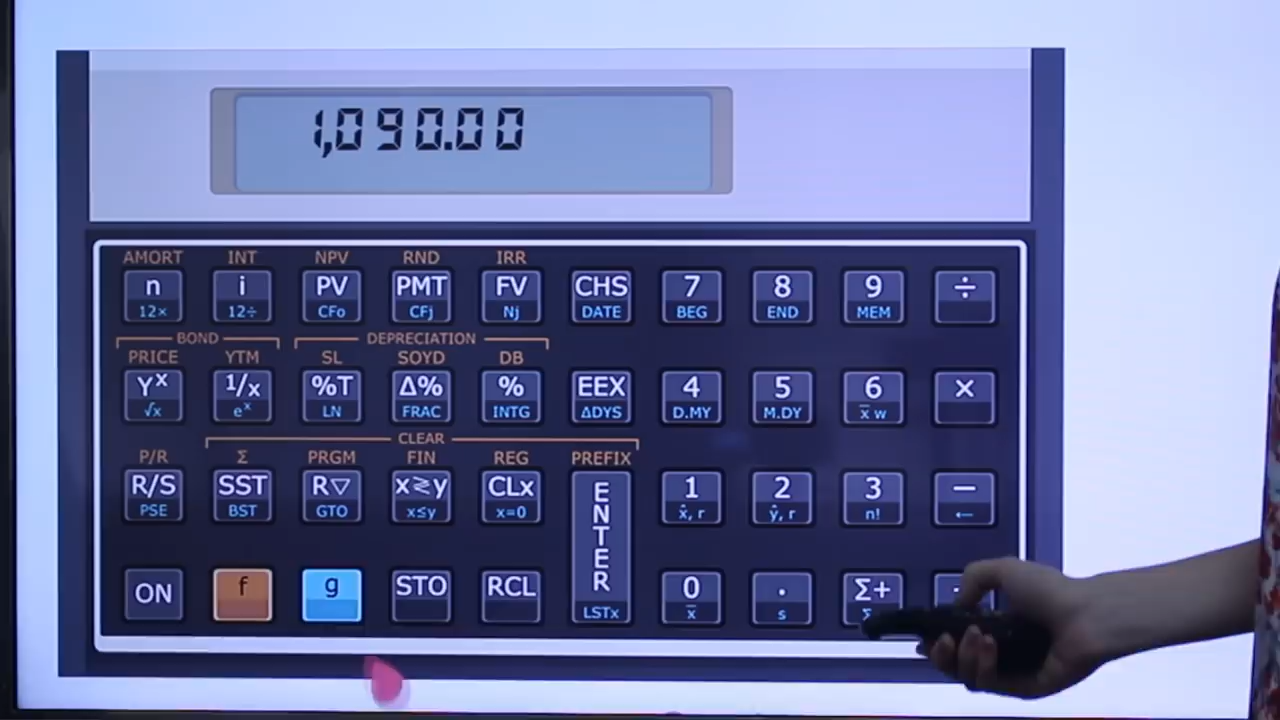 1,090.00
AMORT INT NPV RND IRR
n i PV PMT FV CHS 7 8 9 ÷
12× 12÷ CFo CFj Nj DATE BEG END MEM
BOND DEPRECIATION
PRICE YTM SL SOYD DB
Yˣ 1/x %T Δ% % EEX 4 5 6 ×
√x eˣ LN FRAC INTG ΔDYS D.MY M.DY x̅ w
CLEAR
P/R Σ PRGM FIN REG PREFIX
R/S SST R▽ x≷y CLx ENTER 1 2 3 −
PSE BST GTO x≤y x=0 x̂, r ŷ, r n! ←
ON f g STO RCL 0 . Σ+
LSTx x̅ s